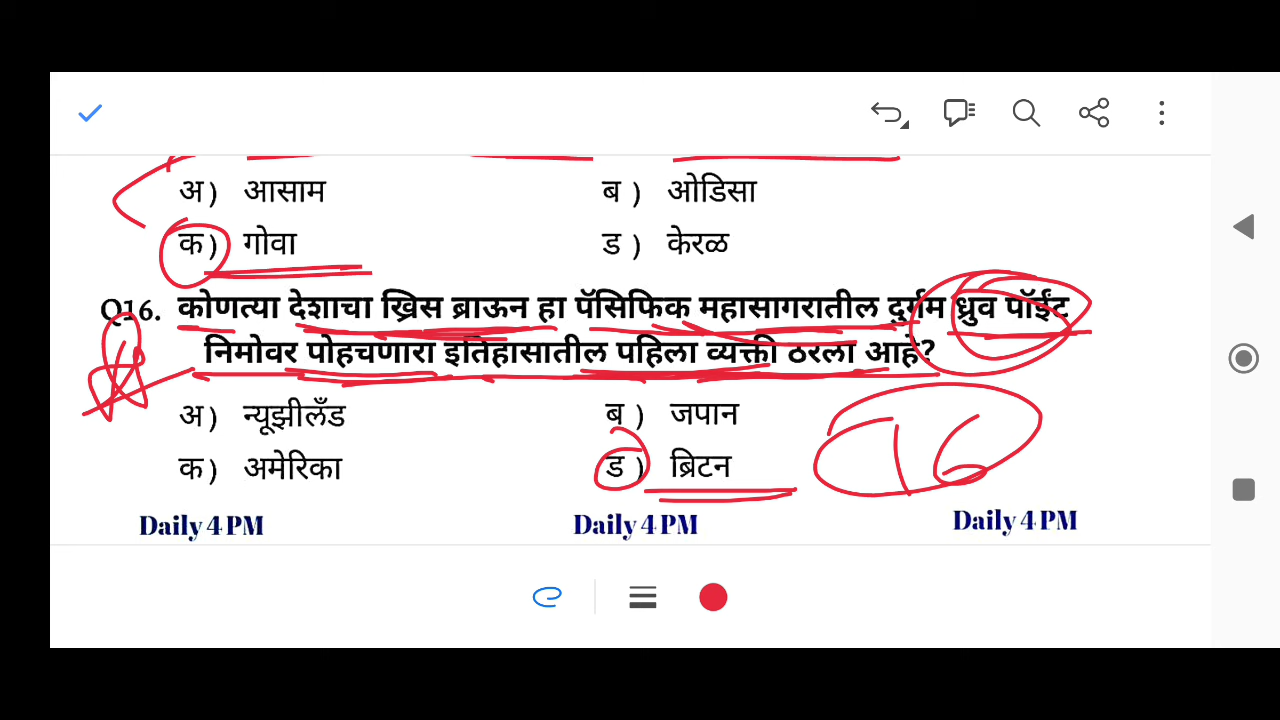 अ) आसाम ब ) ओडिसा
क) गोवा ड ) केरळ
Q16. कोणत्या देशाचा ख्रिस ब्राऊन हा पॅसिफिक महासागरातील दुर्गम ध्रुव पॉईंट
निमोवर पोहचणारा इतिहासातील पहिला व्यक्ती ठरला आहे?
अ) न्यूझीलँड ब ) जपान
क) अमेरिका ड ) ब्रिटन
16
Daily 4 PM Daily 4 PM Daily 4 PM